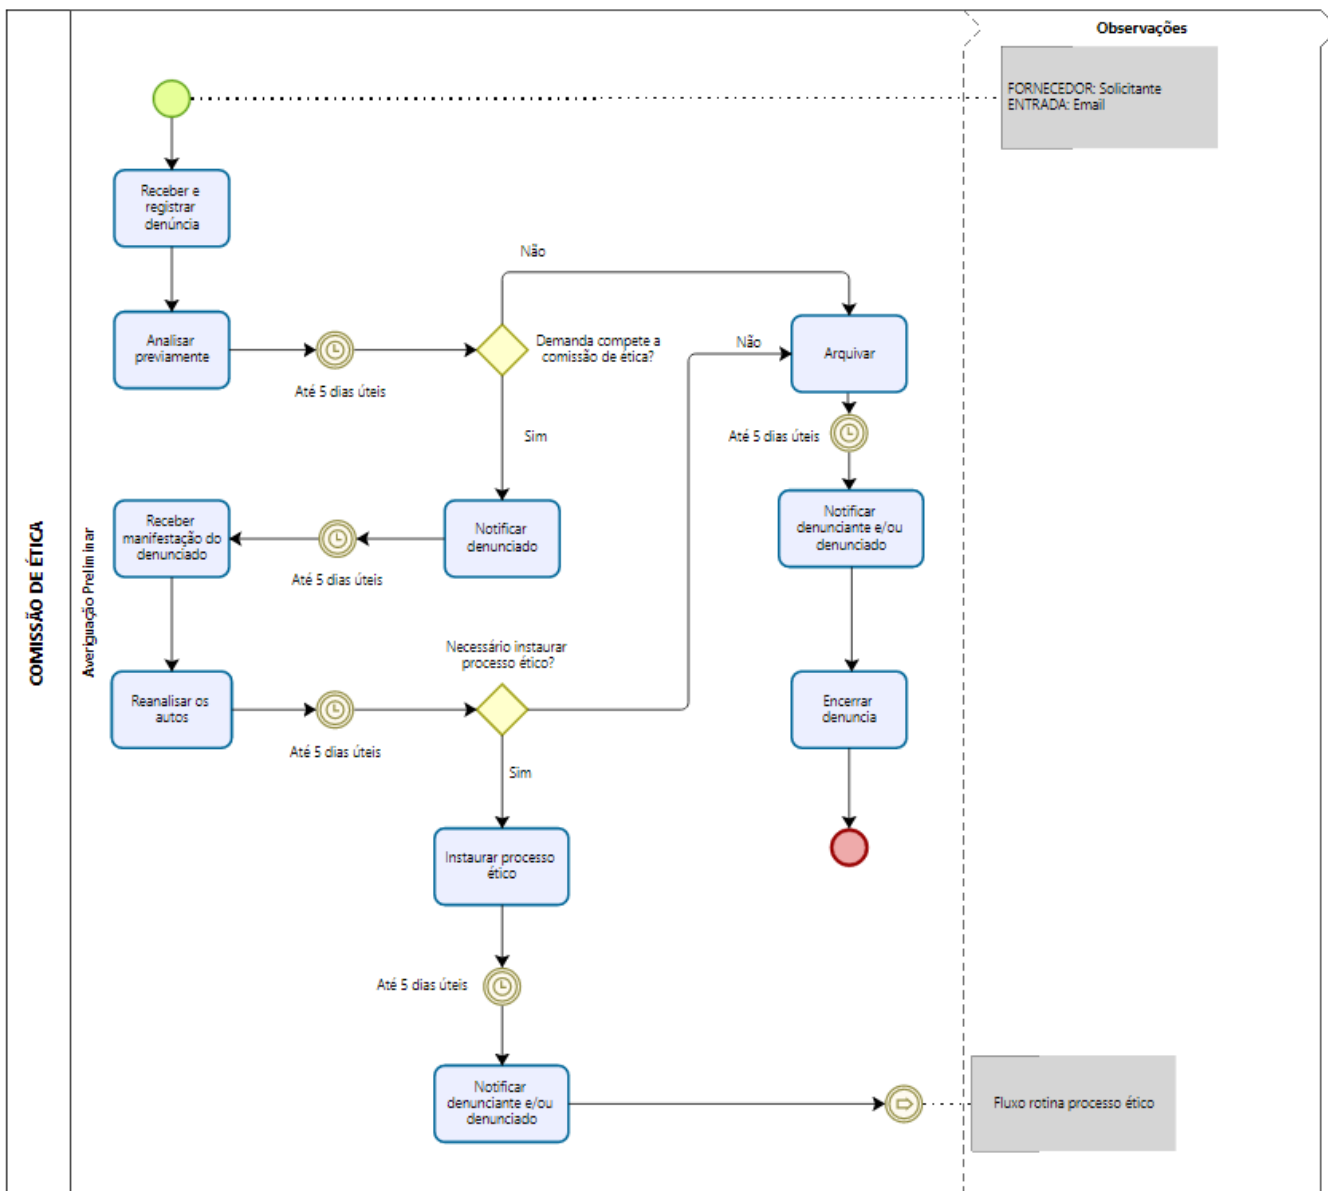 COMISSÃO DE ÉTICA
Averiguação Preliminar
Observações
FORNECEDOR: Solicitante
ENTRADA: Email
Receber e
registrar
denúncia
Não
Analisar
previamente
Até 5 dias úteis
Demanda compete a
comissão de ética?
Não
Arquivar
Sim
Até 5 dias úteis
Receber
manifestação do
denunciado
Até 5 dias úteis
Notificar
denunciado
Notificar
denunciante e/ou
denunciado
Necessário instaurar
processo ético?
Reanalisar os
autos
Até 5 dias úteis
Encerrar
denuncia
Sim
Instaurar processo
ético
Até 5 dias úteis
Notificar
denunciante e/ou
denunciado
Fluxo rotina processo ético